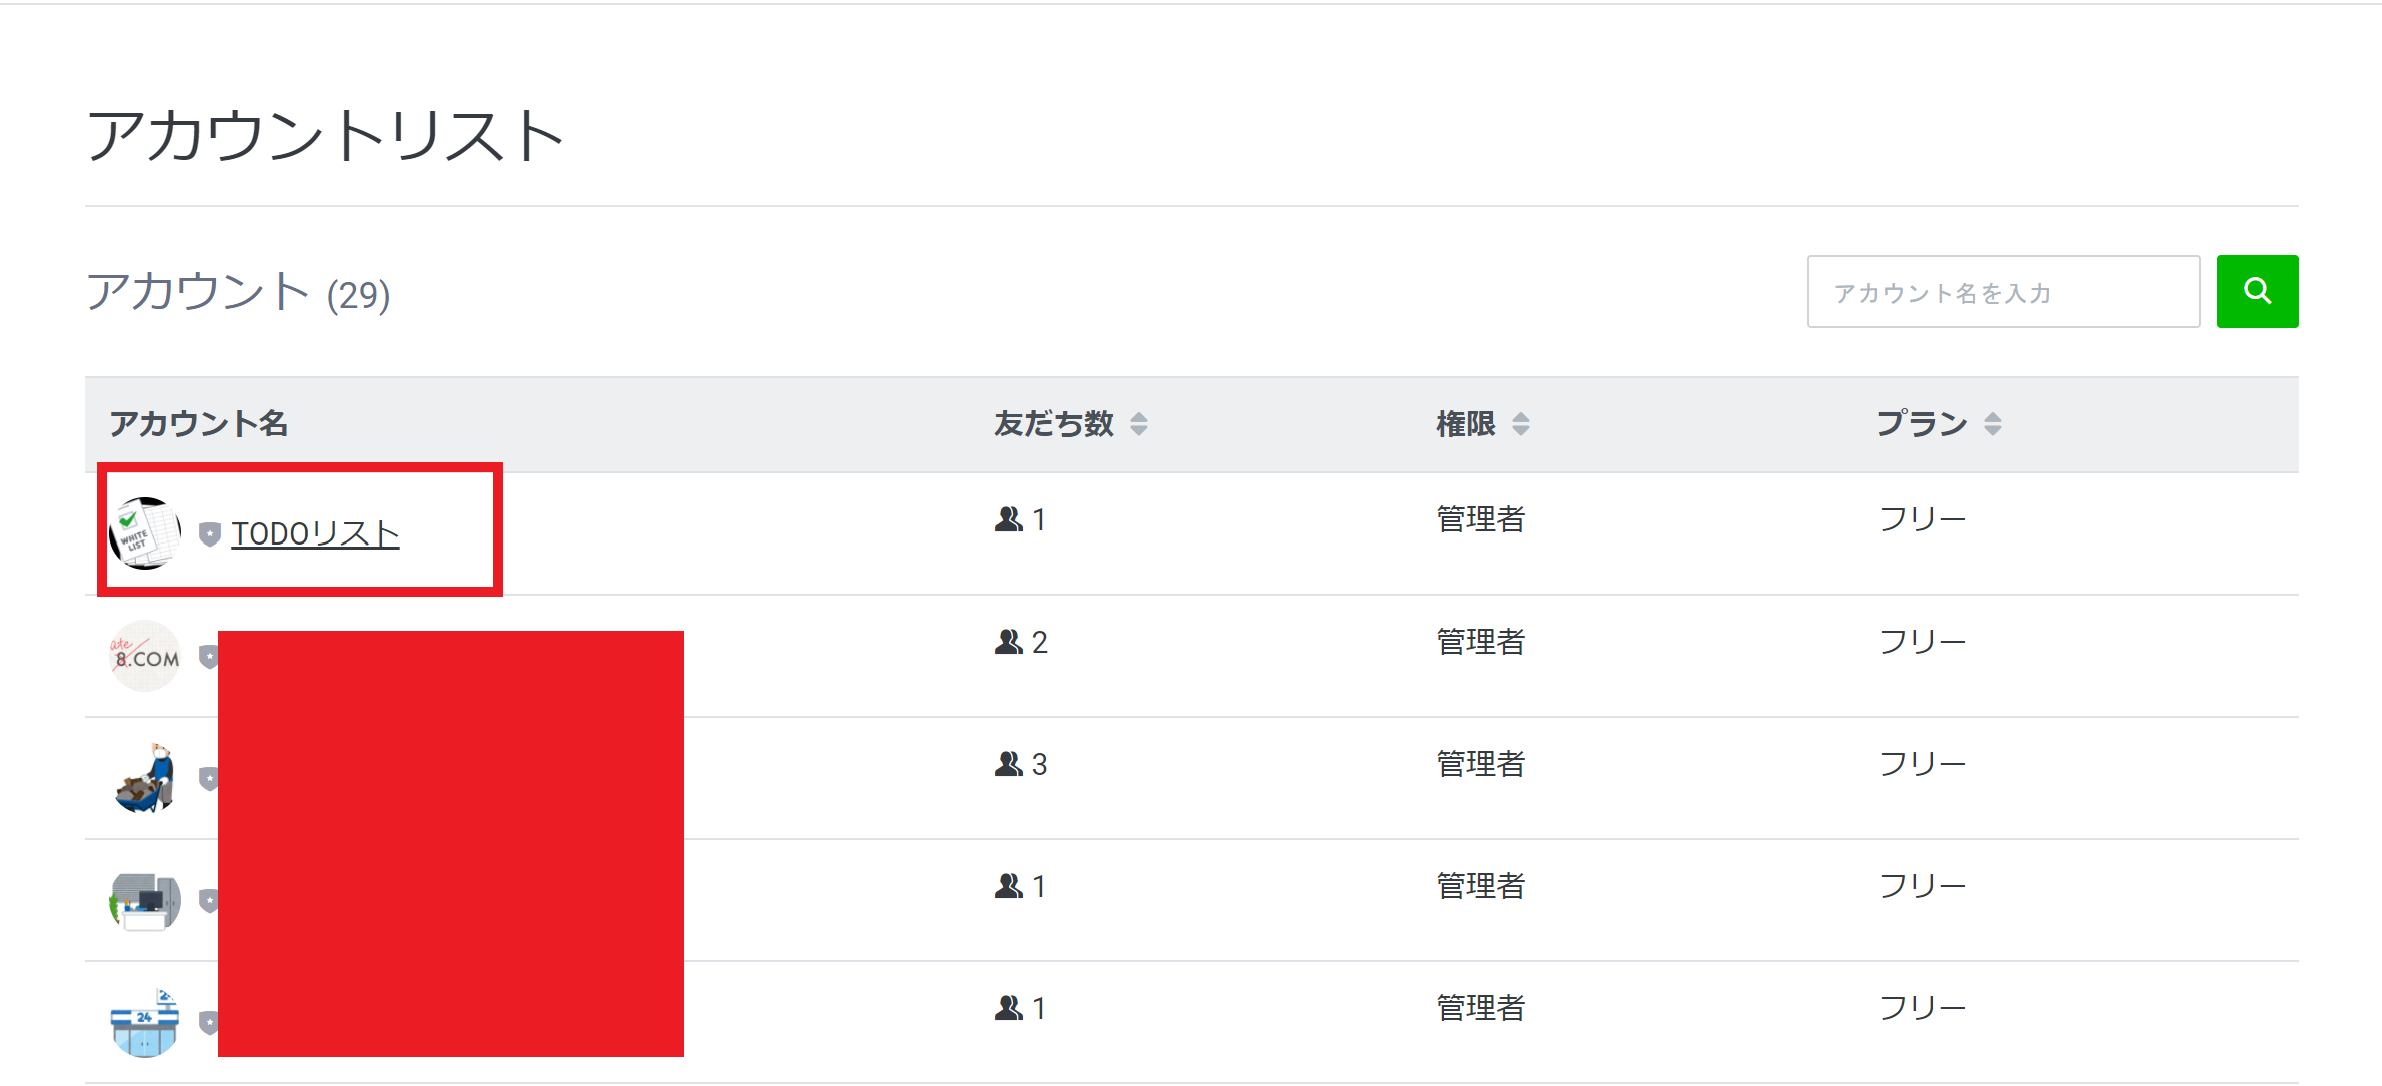 アカウントリスト
アカウント (29)
アカウント名を入力
アカウント名 友だち数 権限 プラン
WHITE
LIST
TODOリスト 1 管理者 フリー
ate
8.COM
2 管理者 フリー
3 管理者 フリー
1 管理者 フリー
24
1 管理者 フリー